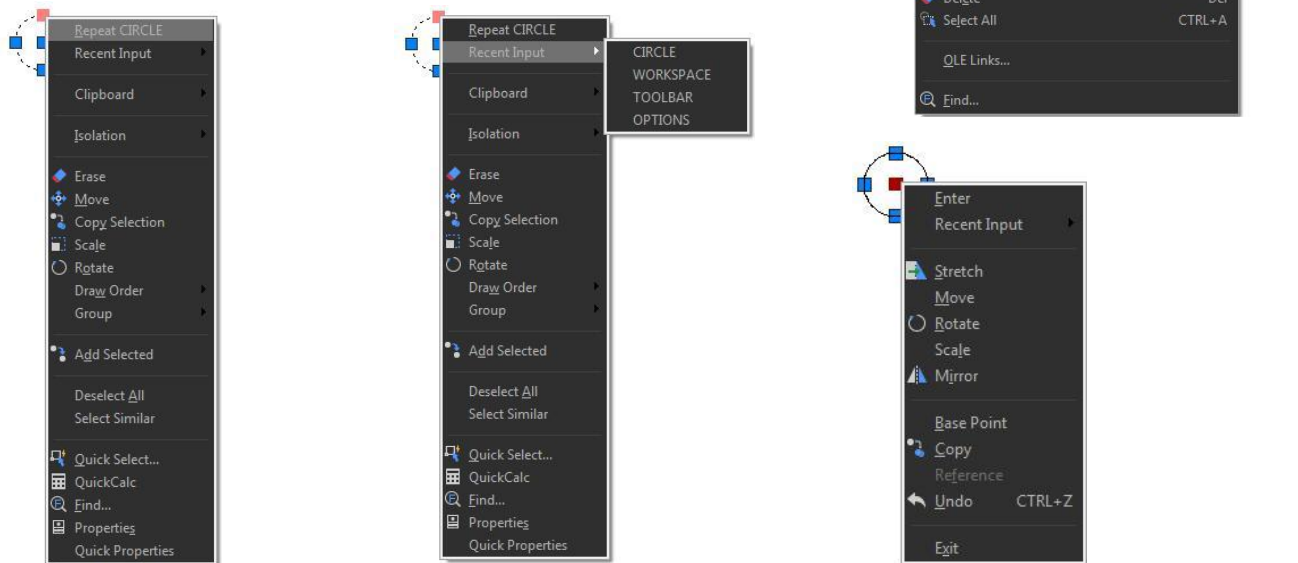 Repeat CIRCLE
Recent Input
Clipboard
Isolation
Erase
Move
Copy Selection
Scale
Rotate
Draw Order
Group
Add Selected
Deselect All
Select Similar
Quick Select...
QuickCalc
Find...
Properties
Quick Properties
Repeat CIRCLE
Recent Input
Clipboard
Isolation
Erase
Move
Copy Selection
Scale
Rotate
Draw Order
Group
Add Selected
Deselect All
Select Similar
Quick Select...
QuickCalc
Find...
Properties
Quick Properties
CIRCLE
WORKSPACE
TOOLBAR
OPTIONS
Delete Del
Select All CTRL+A
OLE Links...
Find...
Enter
Recent Input
Stretch
Move
Rotate
Scale
Mirror
Base Point
Copy
Reference
Undo CTRL+Z
Exit